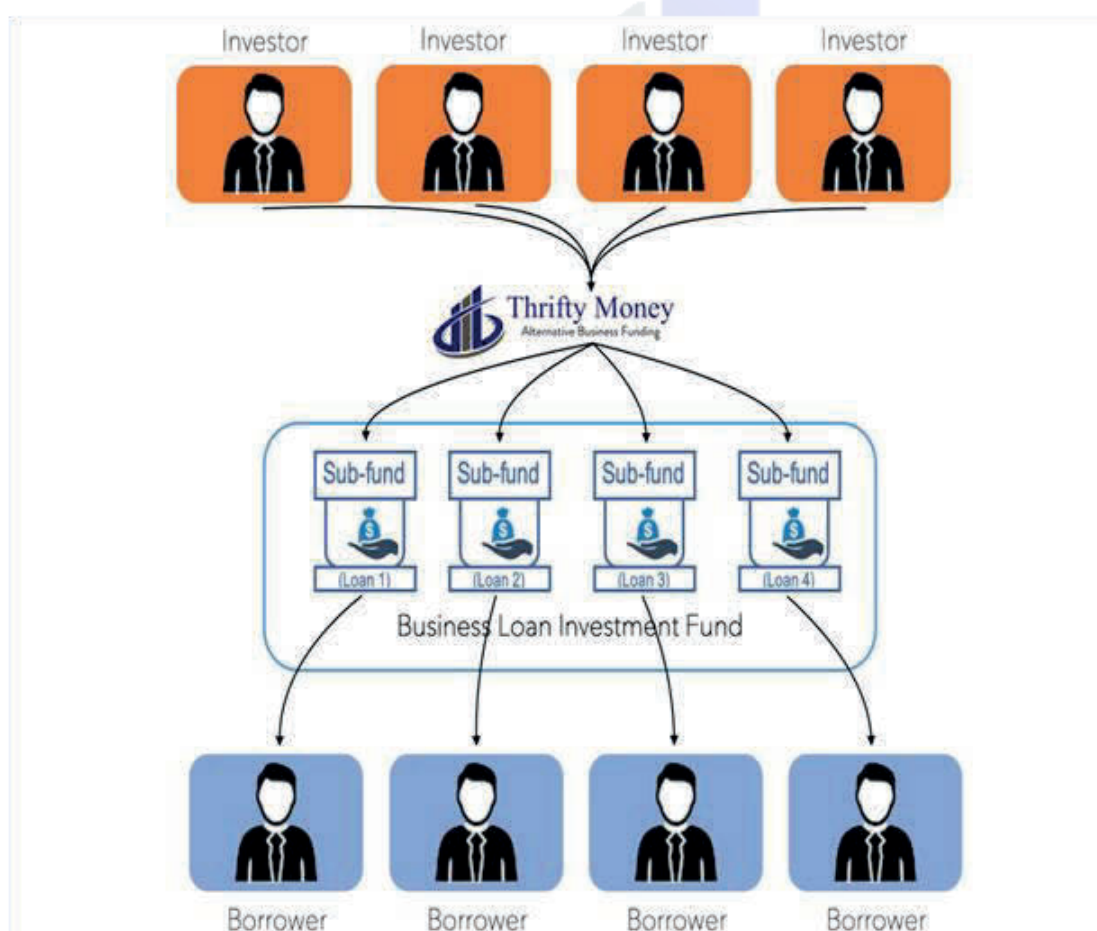 Investor Investor Investor Investor
Thrifty Money
Alternative Business Funding
Sub-fund Sub-fund Sub-fund Sub-fund
$ $ $ $
(Loan 1) (Loan 2) (Loan 3) (Loan 4)
Business Loan Investment Fund
Borrower Borrower Borrower Borrower